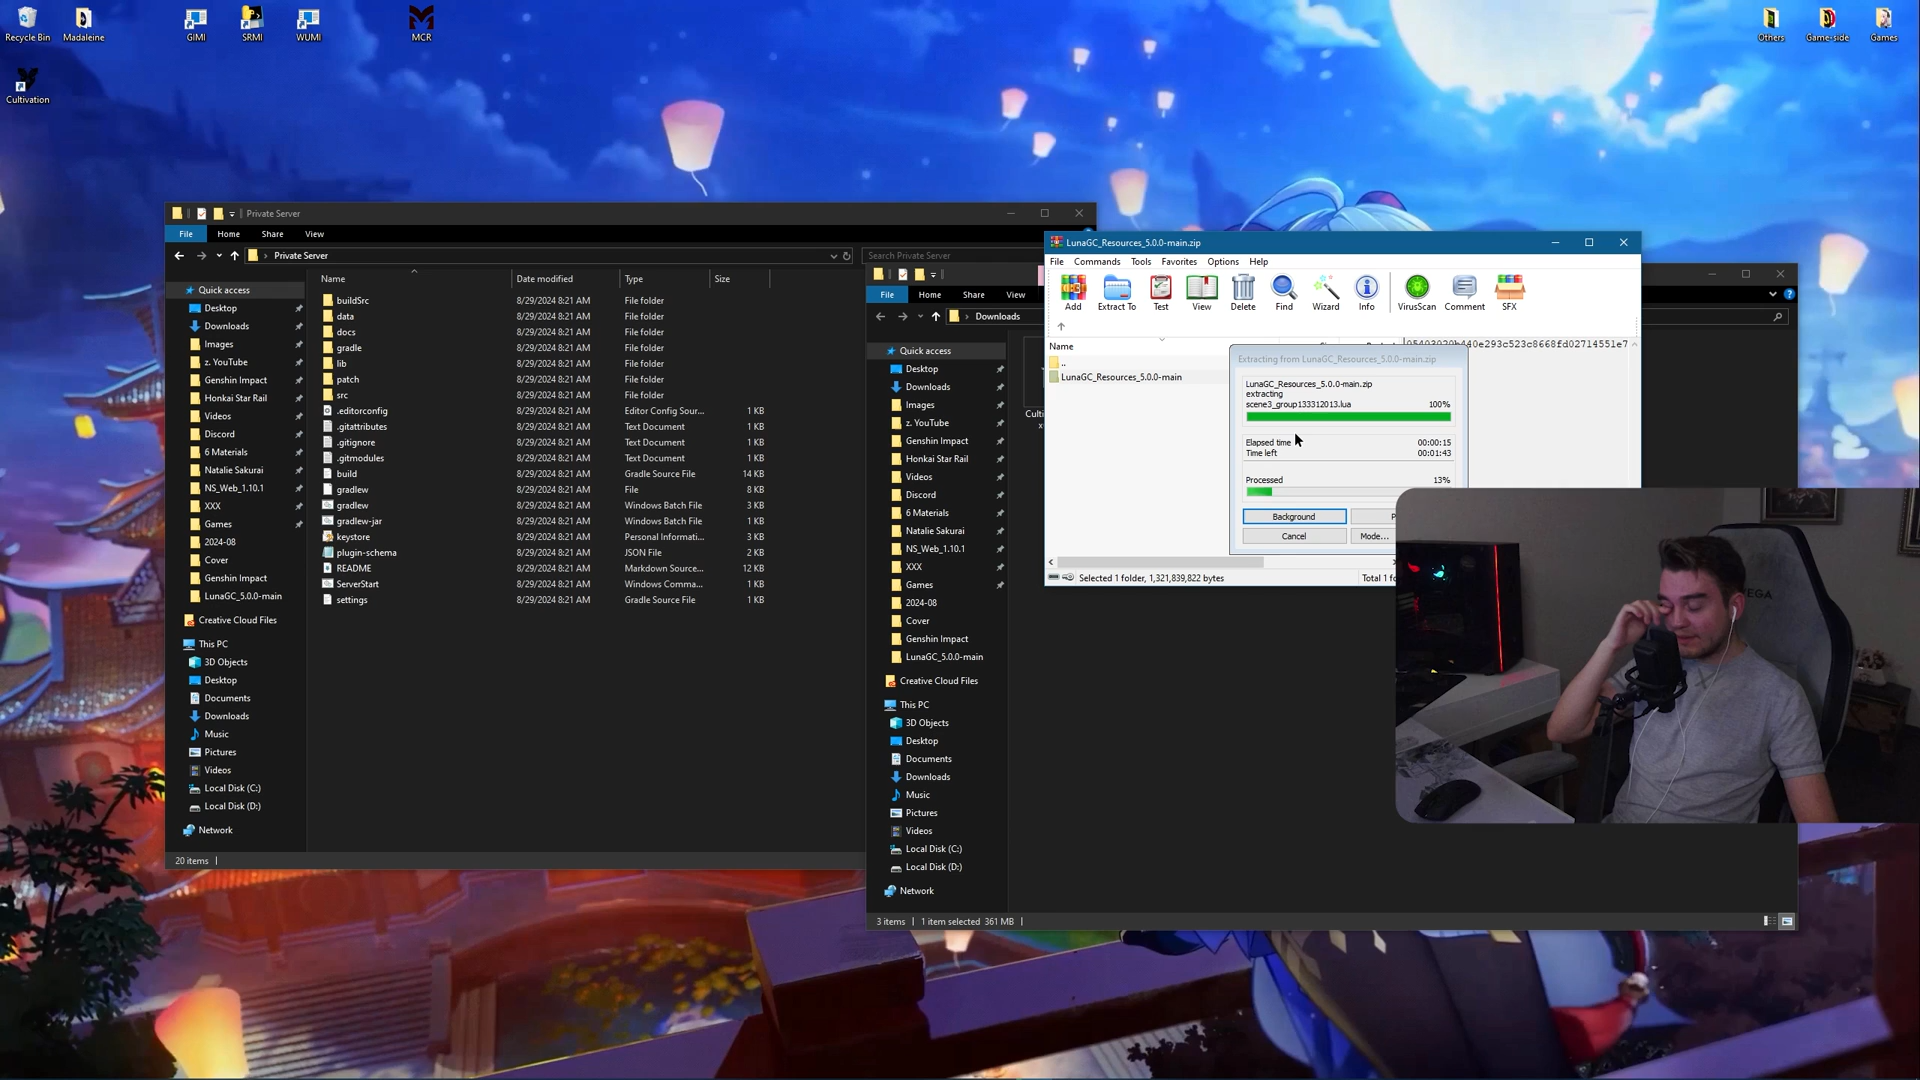 Recycle Bin
Madaleine
GIMI
SRMI
WUMI
MCR
Others
Game-side
Games
Cultivation
Private Server
File Home Share View
Private Server
Search Private Server
Name Date modified Type Size
Quick access
Desktop
Downloads
Images
z. YouTube
Genshin Impact
Honkai Star Rail
Videos
Discord
6 Materials
Natalie Sakurai
NS_Web_1.10.1
XXX
Games
2024-08
Cover
Genshin Impact
LunaGC_5.0.0-main
Creative Cloud Files
This PC
3D Objects
Desktop
Documents
Downloads
Music
Pictures
Videos
Local Disk (C:)
Local Disk (D:)
Network
buildSrc 8/29/2024 8:21 AM File folder
data 8/29/2024 8:21 AM File folder
docs 8/29/2024 8:21 AM File folder
gradle 8/29/2024 8:21 AM File folder
lib 8/29/2024 8:21 AM File folder
patch 8/29/2024 8:21 AM File folder
src 8/29/2024 8:21 AM File folder
.editorconfig 8/29/2024 8:21 AM Editor Config Sour... 1 KB
.gitattributes 8/29/2024 8:21 AM Text Document 1 KB
.gitignore 8/29/2024 8:21 AM Text Document 1 KB
.gitmodules 8/29/2024 8:21 AM Text Document 1 KB
build 8/29/2024 8:21 AM Gradle Source File 14 KB
gradlew 8/29/2024 8:21 AM File 8 KB
gradlew 8/29/2024 8:21 AM Windows Batch File 3 KB
gradlew-jar 8/29/2024 8:21 AM Windows Batch File 1 KB
keystore 8/29/2024 8:21 AM Personal Informati... 3 KB
plugin-schema 8/29/2024 8:21 AM JSON File 2 KB
README 8/29/2024 8:21 AM Markdown Source... 12 KB
ServerStart 8/29/2024 8:21 AM Windows Comma... 1 KB
settings 8/29/2024 8:21 AM Gradle Source File 1 KB
20 items
File Home Share View
Downloads
Quick access
Desktop
Downloads
Images
z. YouTube
Genshin Impact
Honkai Star Rail
Videos
Discord
6 Materials
Natalie Sakurai
NS_Web_1.10.1
XXX
Games
2024-08
Cover
Genshin Impact
LunaGC_5.0.0-main
Creative Cloud Files
This PC
3D Objects
Desktop
Documents
Downloads
Music
Pictures
Videos
Local Disk (C:)
Local Disk (D:)
Network
3 items 1 item selected 361 MB
LunaGC_Resources_5.0.0-main.zip
File Commands Tools Favorites Options Help
Add Extract To Test View Delete Find Wizard Info VirusScan Comment SFX
Name
..
LunaGC_Resources_5.0.0-main
Selected 1 folder, 1,321,839,822 bytes
Extracting from LunaGC_Resources_5.0.0-main.zip
LunaGC_Resources_5.0.0-main.zip
extracting
scene3_group133312013.lua 100%
Elapsed time 00:00:15
Time left 00:01:43
Processed 13%
Background
Cancel Mode...